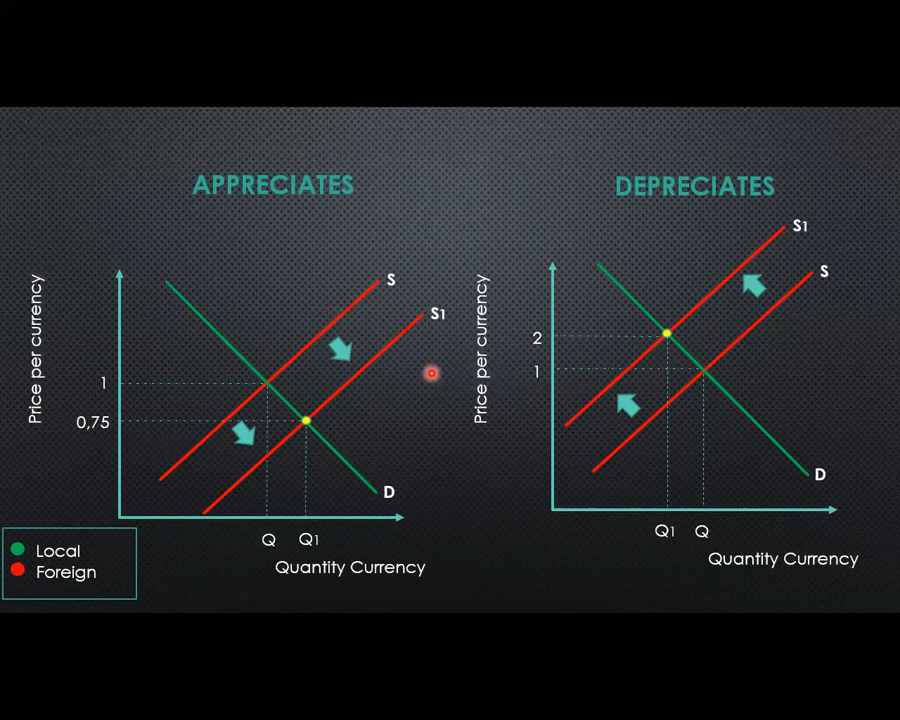 APPRECIATES
Price per currency
S
S1
1
0,75
D
Q
Q1
Quantity Currency
Local
Foreign
DEPRECIATES
Price per currency
S1
S
2
1
D
Q1
Q
Quantity Currency